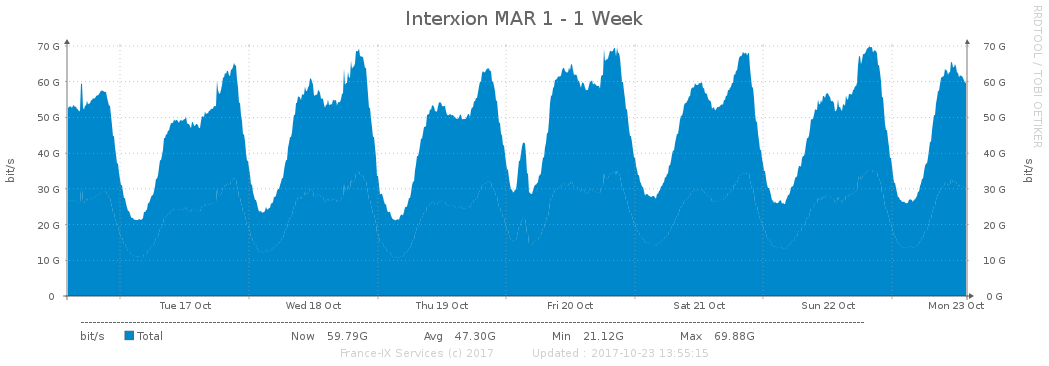 Interxion MAR 1 - 1 Week
RRDTOOL / TOBI OETIKER
70 G 70 G
60 G 60 G
50 G 50 G
40 G 40 G
30 G 30 G
20 G 20 G
10 G 10 G
0 0 G
bit/s bit/s
Tue 17 Oct Wed 18 Oct Thu 19 Oct Fri 20 Oct Sat 21 Oct Sun 22 Oct Mon 23 Oct
bit/s Total Now 59.79G Avg 47.30G Min 21.12G Max 69.88G
France-IX Services (c) 2017 Updated : 2017-10-23 13:55:15